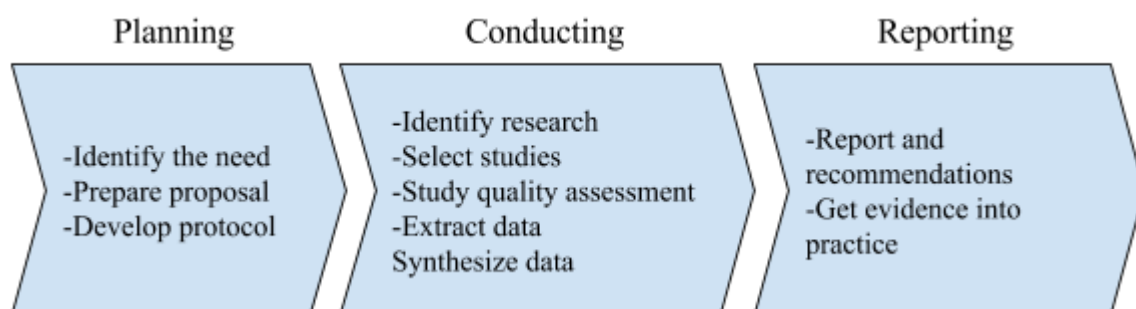 Planning
-Identify the need
-Prepare proposal
-Develop protocol
Conducting
-Identify research
-Select studies
-Study quality assessment
-Extract data
Synthesize data
Reporting
-Report and
recommendations
-Get evidence into
practice